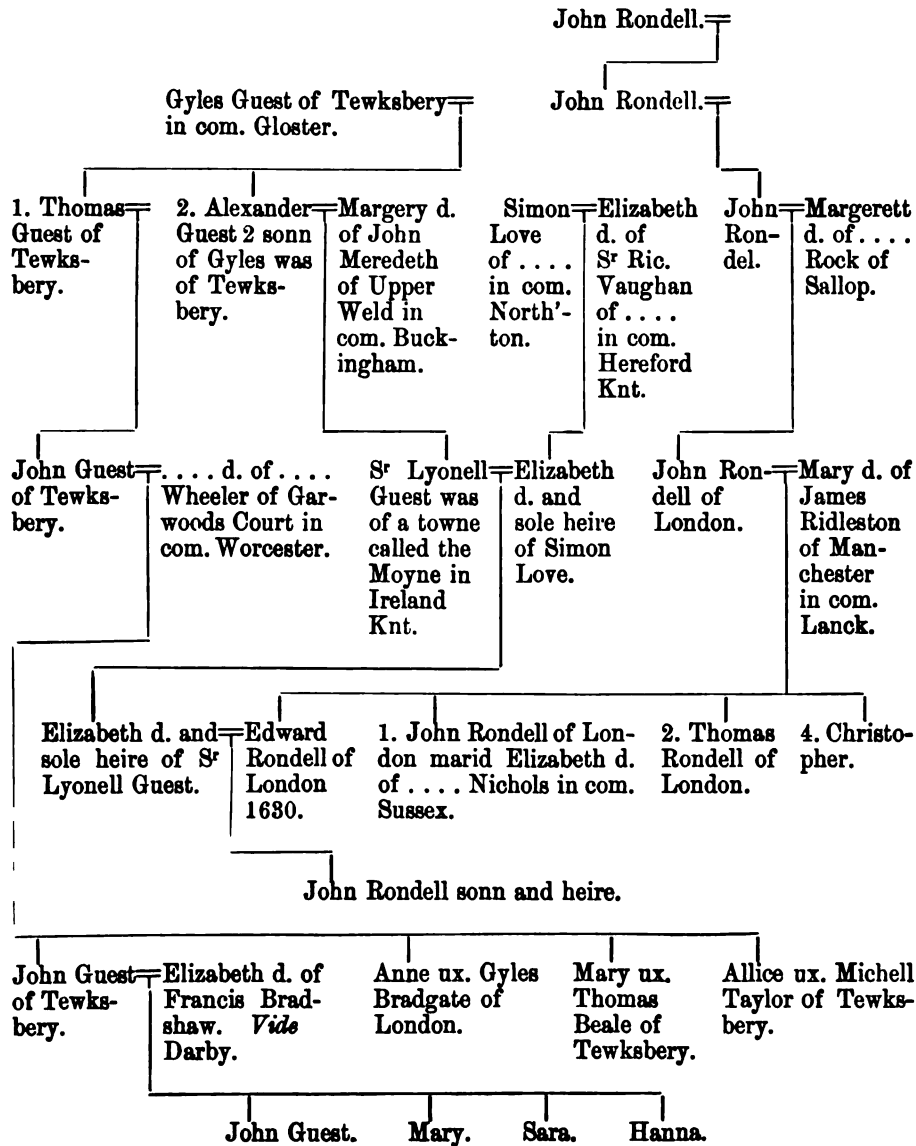 John Rondell.
Gyles Guest of Tewksbery
in com. Gloster.
John Rondell.
1. Thomas
Guest of
Tewks-
bery.
2. Alexander
Guest 2 sonn
of Gyles was
of Tewks-
bery.
Margery d.
of John
Meredeth
of Upper
Weld in
com. Buck-
ingham.
Simon
Love
of . . . .
in com.
North'-
ton.
Elizabeth
d. of
Sr Ric.
Vaughan
of . . . .
in com.
Hereford
Knt.
John
Ron-
del.
Margerett
d. of . . . .
Rock of
Sallop.
John Guest
of Tewks-
bery.
. . . . d. of . . . .
Wheeler of Gar-
woods Court in
com. Worcester.
Sr Lyonell
Guest was
of a towne
called the
Moyne in
Ireland
Knt.
Elizabeth
d. and
sole heire
of Simon
Love.
John Ron-
dell of
London.
Mary d. of
James
Ridleston
of Man-
chester
in com.
Lanck.
Elizabeth d. and
sole heire of Sr
Lyonell Guest.
Edward
Rondell of
London
1630.
1. John Rondell of Lon-
don marid Elizabeth d.
of . . . . Nichols in com.
Sussex.
2. Thomas
Rondell of
London.
4. Christo-
pher.
John Rondell sonn and heire.
John Guest
of Tewks-
bery.
Elizabeth d. of
Francis Brad-
shaw. Vide
Darby.
Anne ux. Gyles
Bradgate of
London.
Mary ux.
Thomas
Beale of
Tewksbery.
Allice ux. Michell
Taylor of Tewks-
bery.
John Guest.
Mary.
Sara.
Hanna.